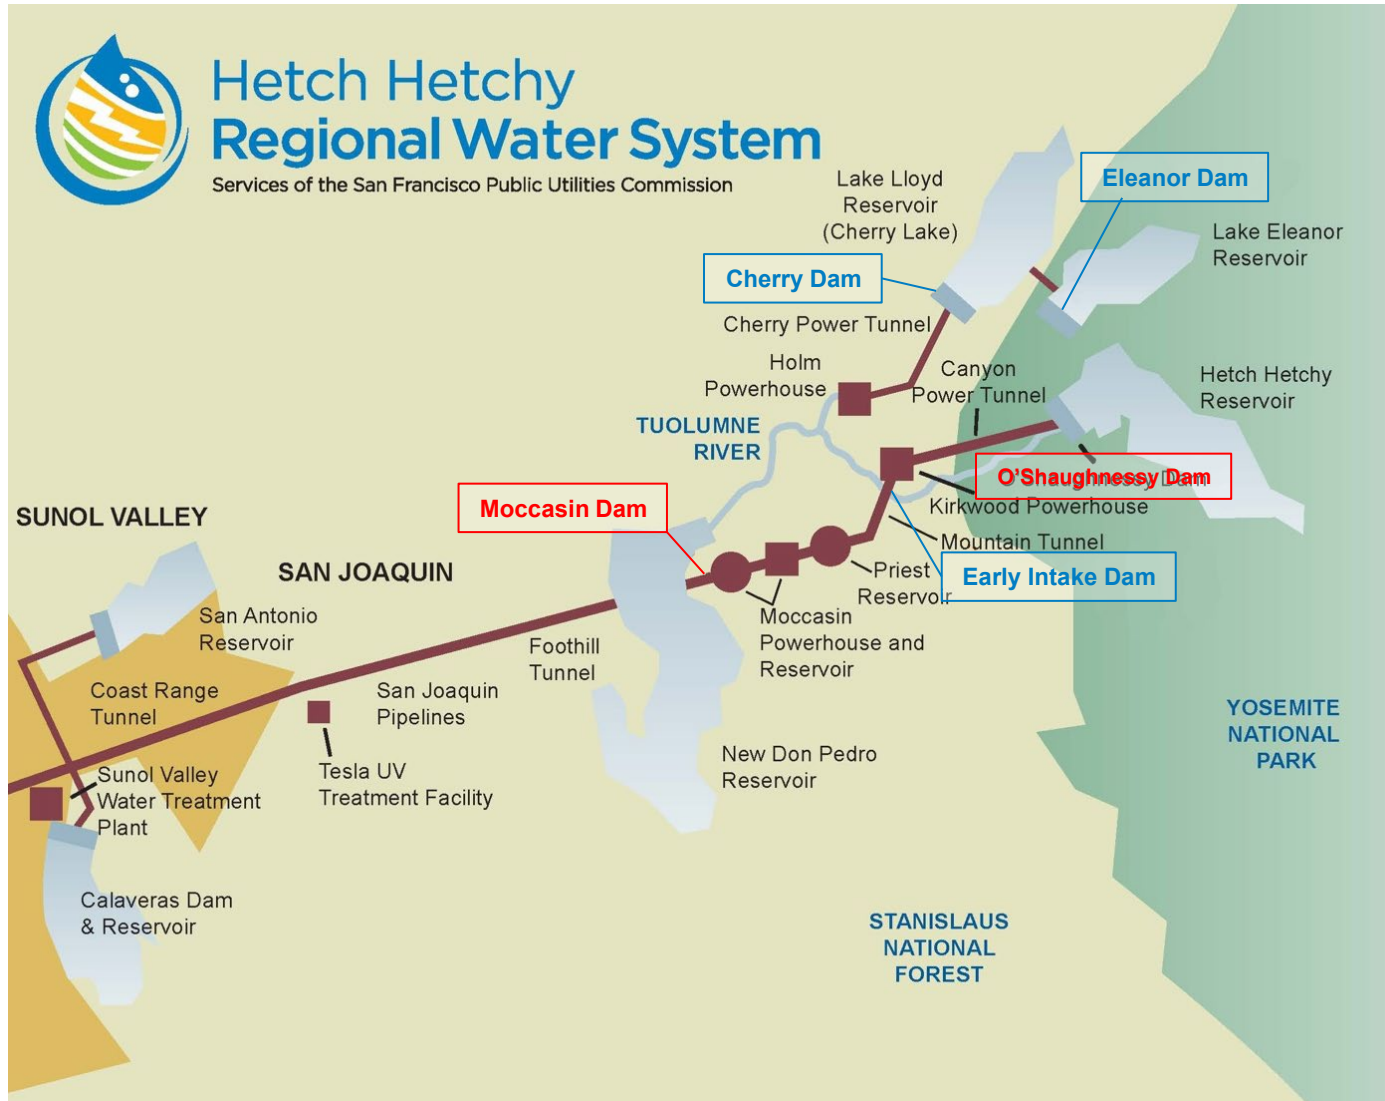 Hetch Hetchy
Regional Water System
Services of the San Francisco Public Utilities Commission
Lake Lloyd
Reservoir
(Cherry Lake)
Eleanor Dam
Lake Eleanor
Reservoir
Cherry Dam
Cherry Power Tunnel
Holm
Powerhouse
Canyon
Power Tunnel
Hetch Hetchy
Reservoir
TUOLUMNE
RIVER
O'Shaughnessy Dam
Moccasin Dam
Kirkwood Powerhouse
Mountain Tunnel
Early Intake Dam
Priest
Reservoir
Moccasin
Powerhouse and
Reservoir
SUNOL VALLEY
SAN JOAQUIN
San Antonio
Reservoir
Foothill
Tunnel
Coast Range
Tunnel
San Joaquin
Pipelines
New Don Pedro
Reservoir
Tesla UV
Treatment Facility
Sunol Valley
Water Treatment
Plant
Calaveras Dam
& Reservoir
YOSEMITE
NATIONAL
PARK
STANISLAUS
NATIONAL
FOREST